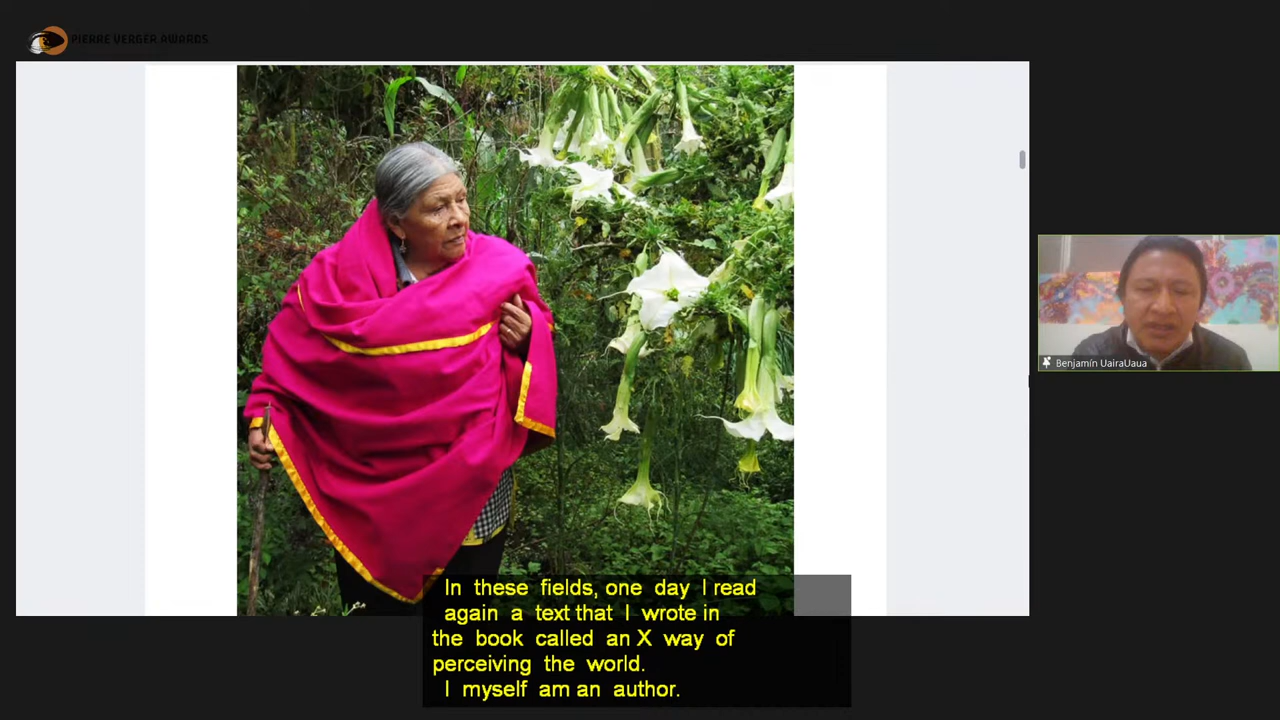 PIERRE VERGER AWARDS
Benjamín UairaUaua
In these fields, one day I read
again a text that I wrote in
the book called an X way of
perceiving the world.
I myself am an author.